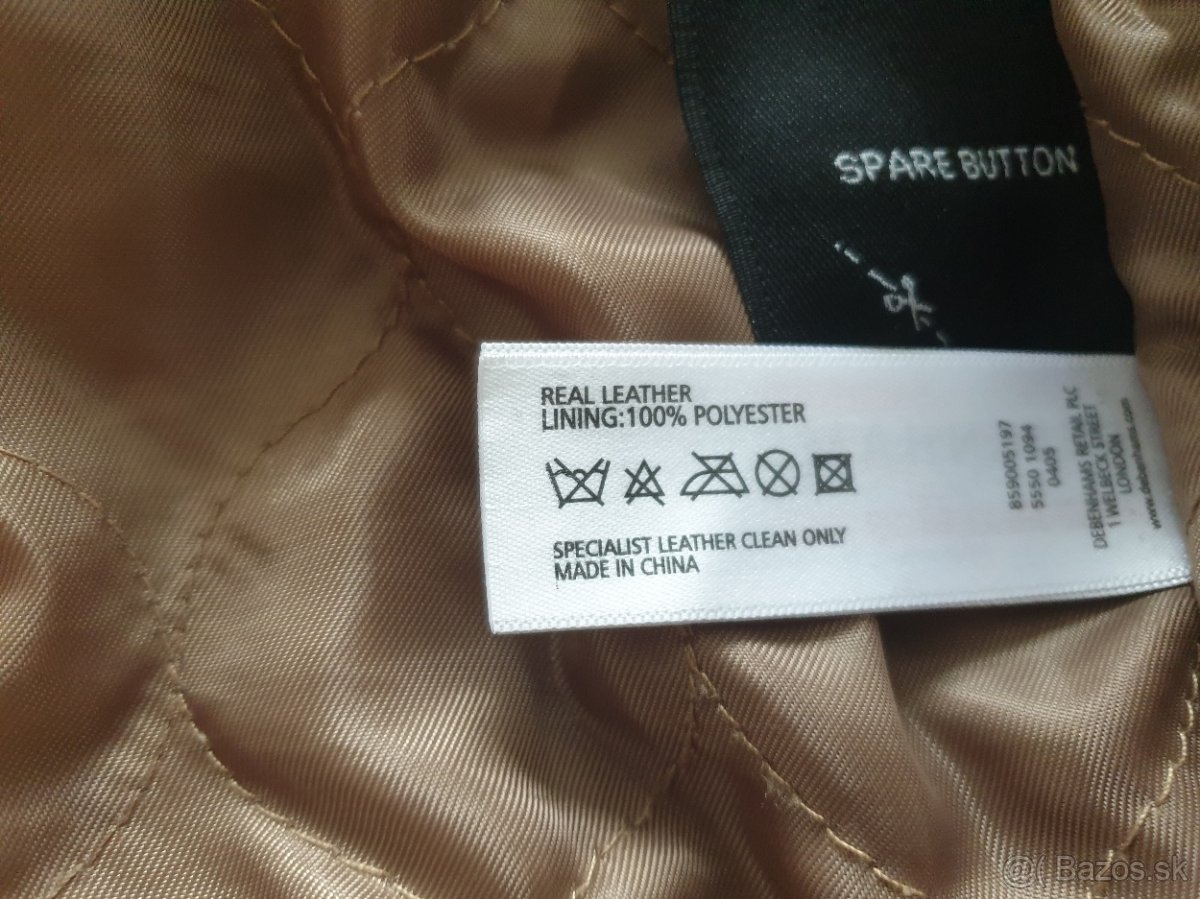 SPARE BUTTON
REAL LEATHER
LINING:100% POLYESTER
SPECIALIST LEATHER CLEAN ONLY
MADE IN CHINA
859005197
5550 1094
0405
DEBENHAMS RETAIL PLC
1 WELBECK STREET
LONDON
www.debenhams.com
@( Bazos.sk